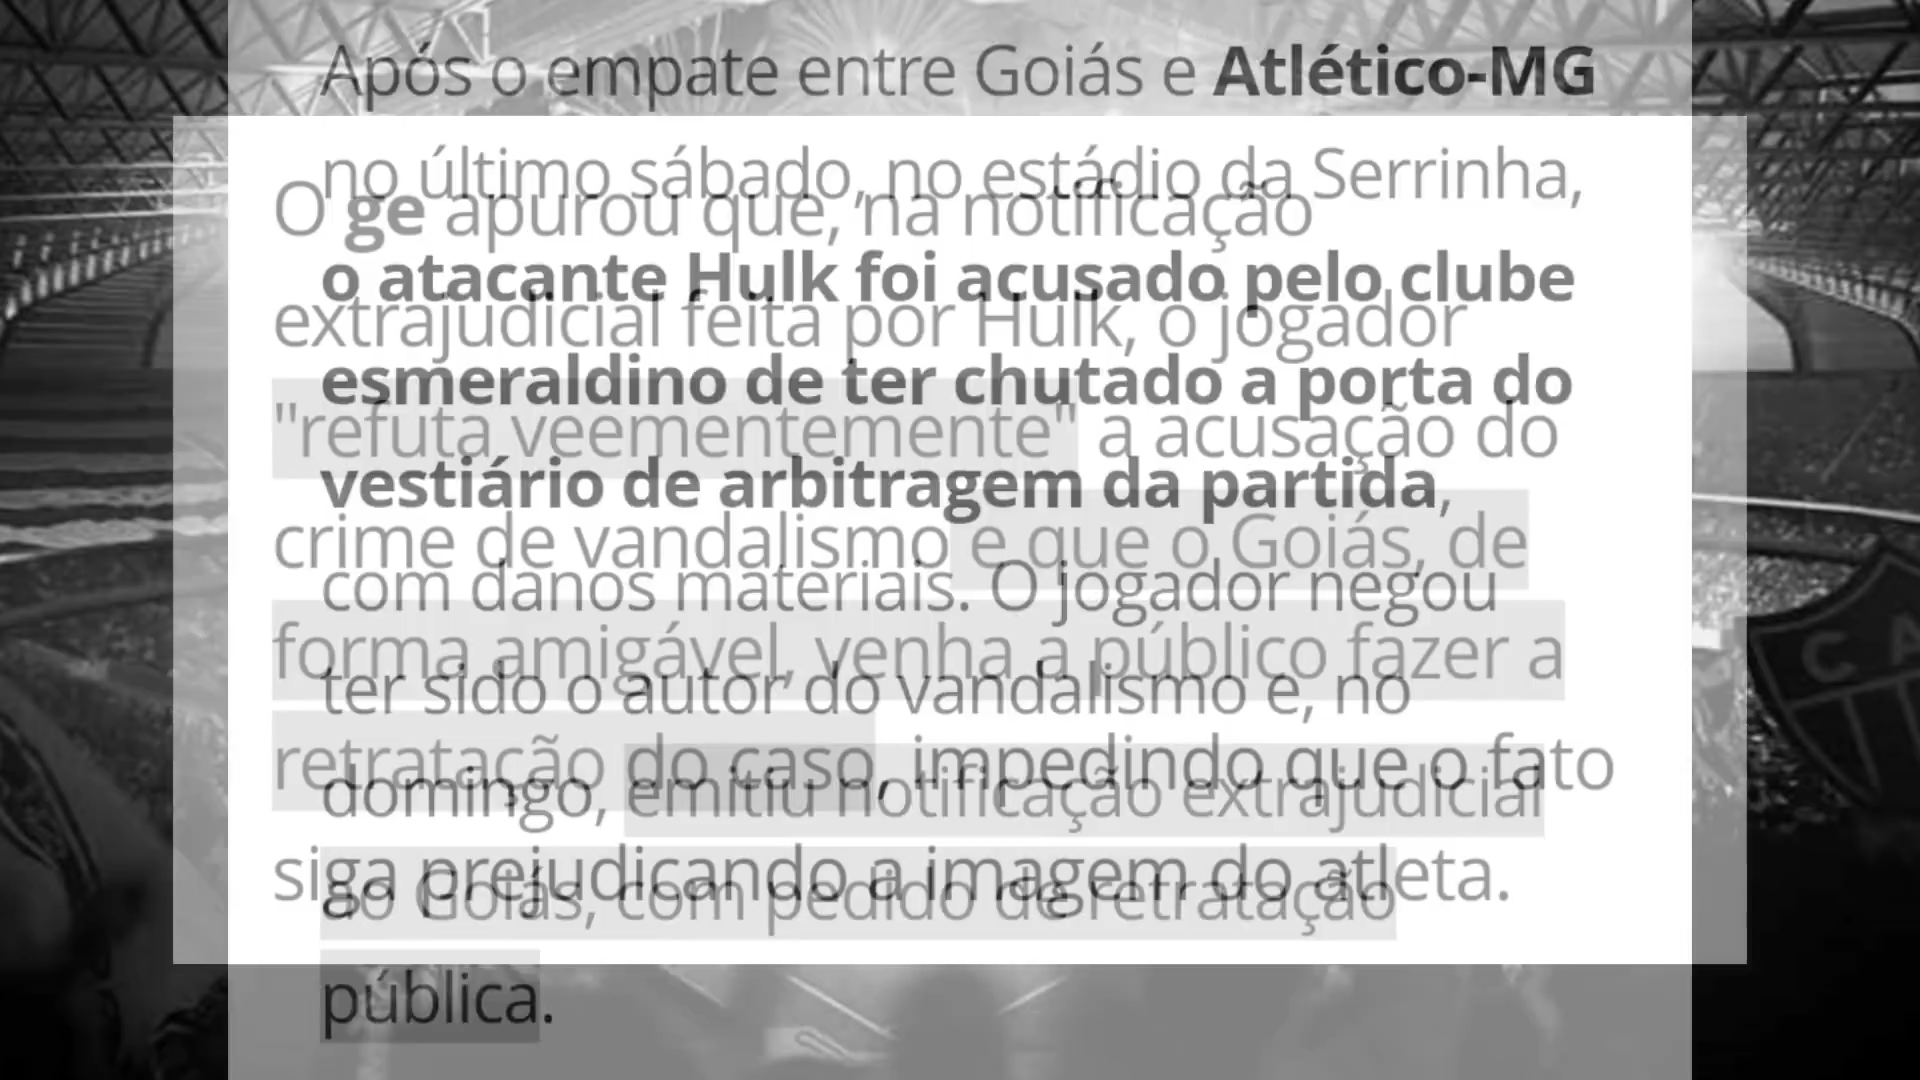 Após o empate entre Goiás e Atlético-MG
no último sábado, no estádio da Serrinha,
o atacante Hulk foi acusado pelo clube
esmeraldino de ter chutado a porta do
vestiário de arbitragem da partida,
com danos materiais. O jogador negou
ter sido o autor do vandalismo e, no
domingo, emitiu notificação extrajudicial
ao Goiás, com pedido de retratação
pública.
O ge apurou que, na notificação
extrajudicial feita por Hulk, o jogador
"refuta veementemente" a acusação do
crime de vandalismo e que o Goiás, de
forma amigável, venha a público fazer a
retratação do caso, impedindo que o fato
siga prejudicando a imagem do atleta.
C A